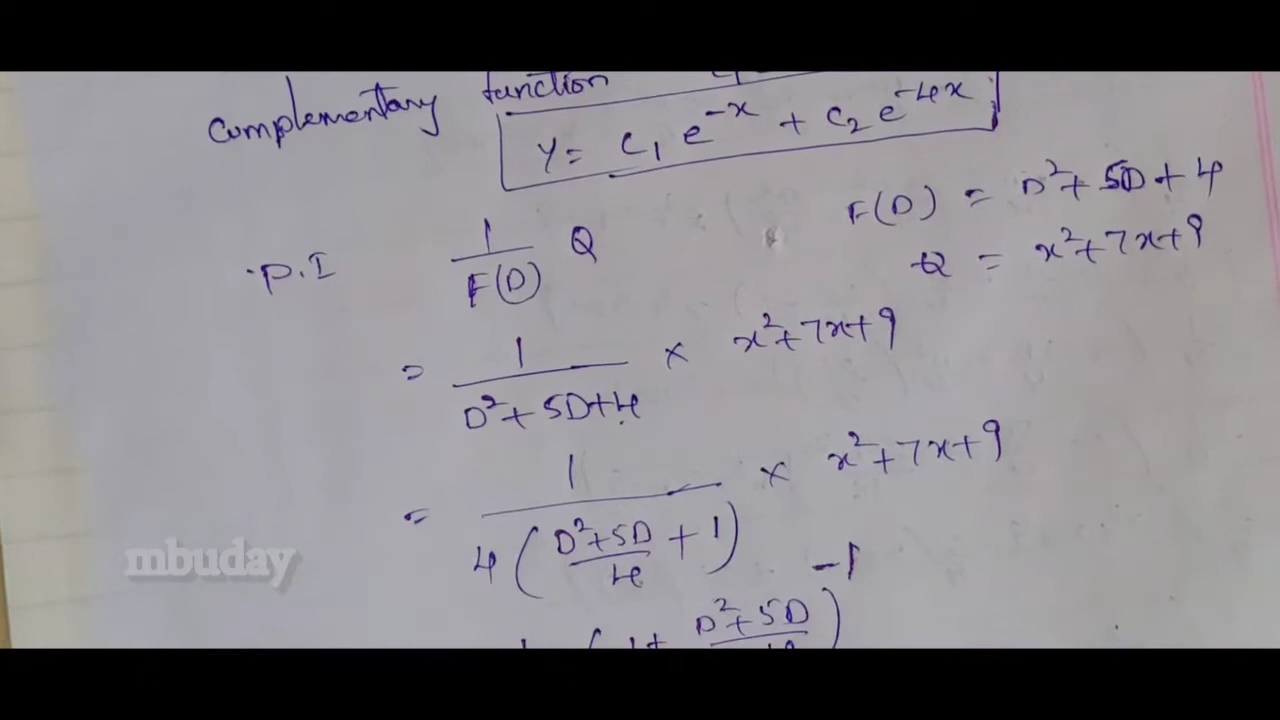 complementary function
y = c₁ e^{-x} + c₂ e^{-4x}
F(D) = D² + 5D + 4
P.I 1/F(D) Q
Q = x² + 7x + 9
= 1/(D² + 5D + 4) × x² + 7x + 9
= 1/(4((D² + 5D)/4 + 1)) × x² + 7x + 9
(1 + (D² + 5D)/4)^{-1}
mbuday